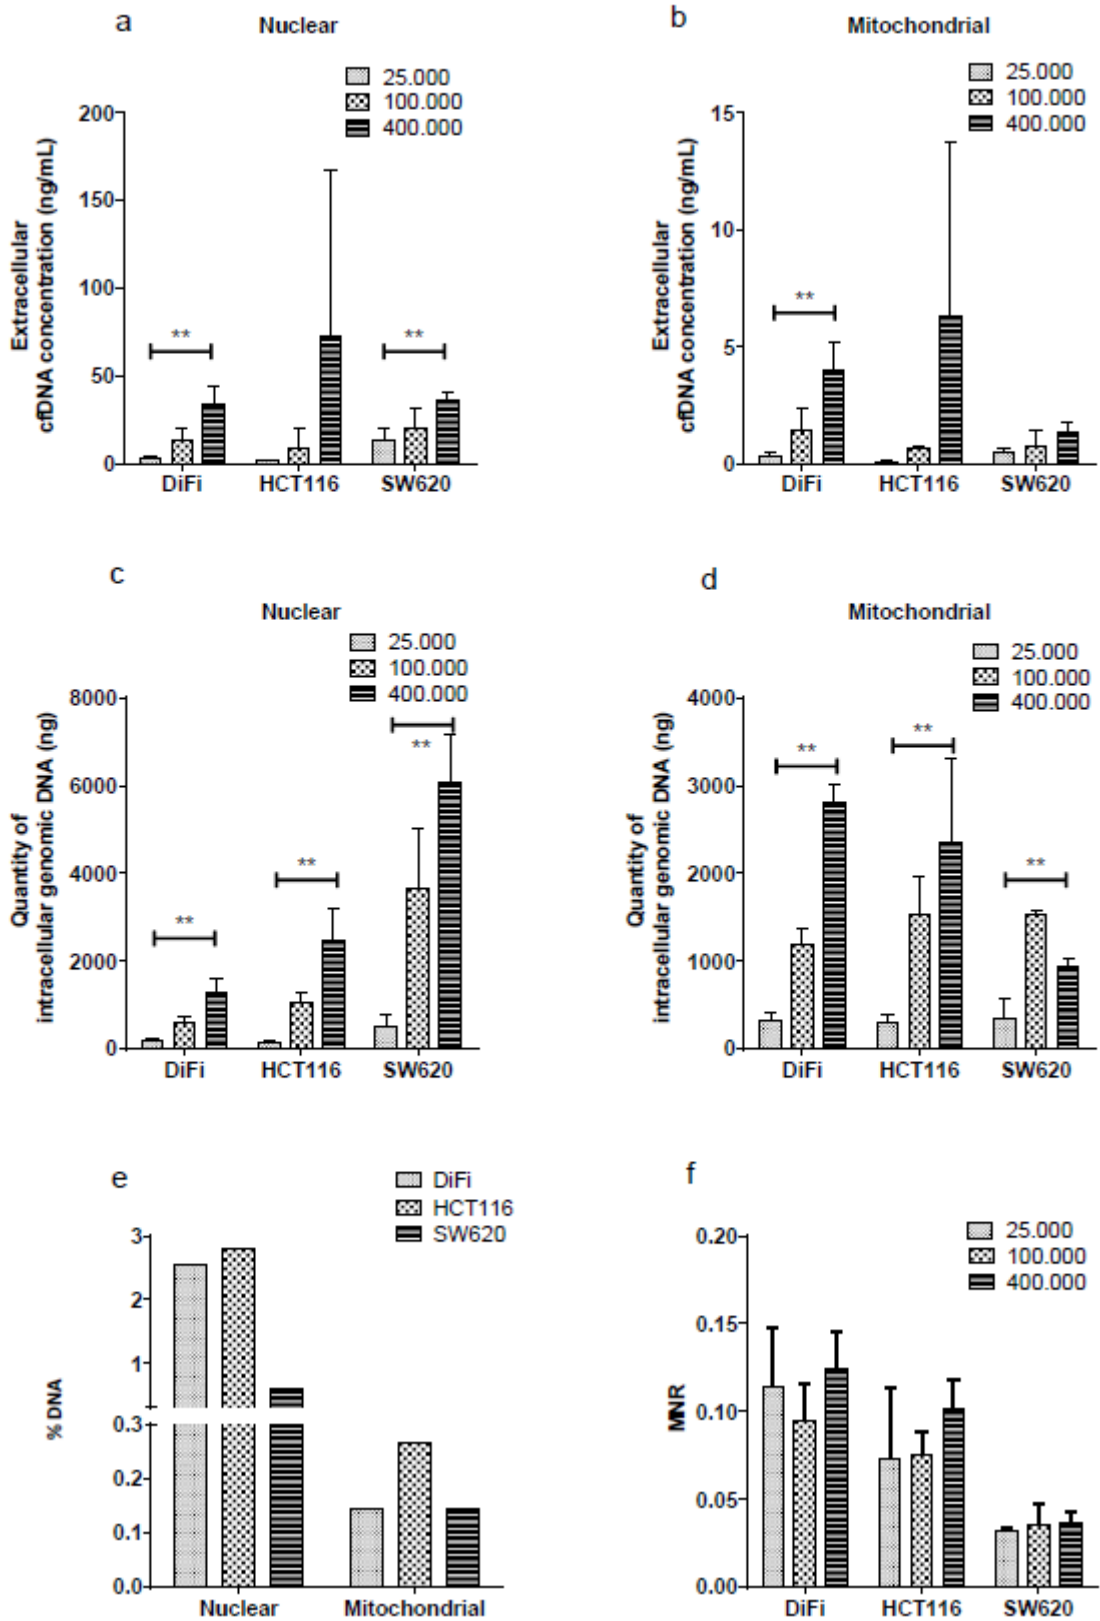 a
Nuclear
25.000
100.000
400.000
Extracellular
cfDNA concentration (ng/mL)
200
150
100
50
0
**
**
DiFi
HCT116
SW620
b
Mitochondrial
25.000
100.000
400.000
Extracellular
cfDNA concentration (ng/mL)
15
10
5
0
**
DiFi
HCT116
SW620
c
Nuclear
25.000
100.000
400.000
Quantity of
intracellular genomic DNA (ng)
8000
6000
4000
2000
0
**
**
**
DiFi
HCT116
SW620
d
Mitochondrial
25.000
100.000
400.000
Quantity of
intracellular genomic DNA (ng)
4000
3000
2000
1000
0
**
**
**
DiFi
HCT116
SW620
e
DiFi
HCT116
SW620
% DNA
3
2
1
0.3
0.2
0.1
0.0
Nuclear
Mitochondrial
f
25.000
100.000
400.000
MNR
0.20
0.15
0.10
0.05
0.00
DiFi
HCT116
SW620